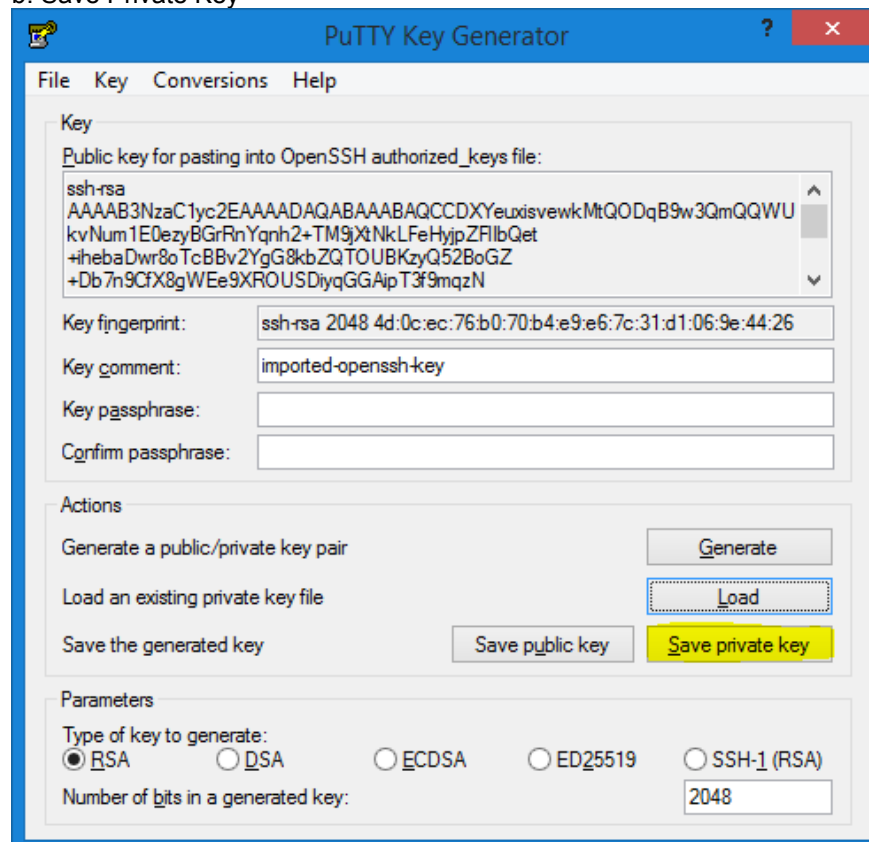 b. Save Private Key
PuTTY Key Generator
?
×
File Key Conversions Help
Key
Public key for pasting into OpenSSH authorized_keys file:
ssh-rsa
AAAAB3NzaC1yc2EAAAADAQABAAABAQCCDXYeuxisvewkMtQODqB9w3QmQQWU
kvNum1E0ezyBGrRnYqnh2+TM9jXtNkLFeHyjpZFllbQet
+ihebaDwr8oTcBBv2YgG8kbZQTOUBKzyQ52BoGZ
+Db7n9CfX8gWEe9XROUSDiyqGGAipT3f9mqzN
Key fingerprint: ssh-rsa 2048 4d:0c:ec:76:b0:70:b4:e9:e6:7c:31:d1:06:9e:44:26
Key comment: imported-openssh-key
Key passphrase:
Confirm passphrase:
Actions
Generate a public/private key pair Generate
Load an existing private key file Load
Save the generated key Save public key Save private key
Parameters
Type of key to generate:
RSA DSA ECDSA ED25519 SSH-1 (RSA)
Number of bits in a generated key: 2048